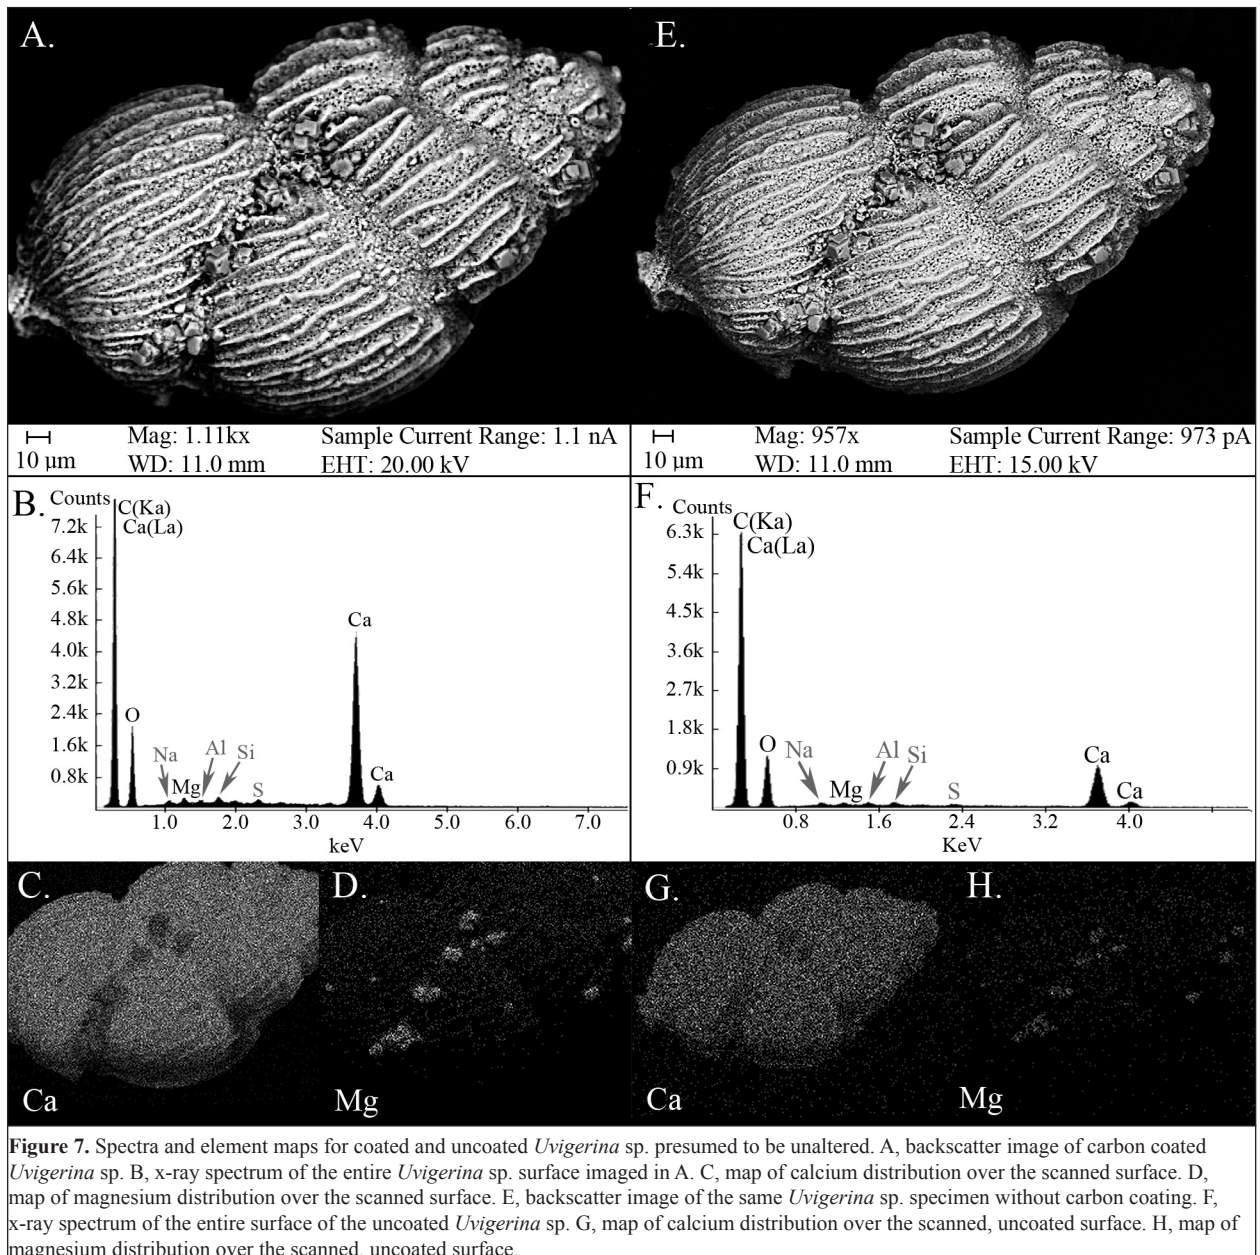 A.
E.
10 μm
Mag: 1.11kx
WD: 11.0 mm
Sample Current Range: 1.1 nA
EHT: 20.00 kV
10 μm
Mag: 957x
WD: 11.0 mm
Sample Current Range: 973 pA
EHT: 15.00 kV
B.
Counts
C(Ka)
Ca(La)
7.2k
6.4k
5.6k
4.8k
4.0k
3.2k
2.4k
1.6k
0.8k
O
Na
Mg
Al
Si
S
Ca
Ca
1.0 2.0 3.0 4.0 5.0 6.0 7.0
keV
F.
Counts
C(Ka)
Ca(La)
6.3k
5.4k
4.5k
3.6k
2.7k
1.8k
0.9k
O
Na
Mg
Al
Si
S
Ca
Ca
0.8 1.6 2.4 3.2 4.0
KeV
C.
Ca
D.
Mg
G.
Ca
H.
Mg
Figure 7. Spectra and element maps for coated and uncoated Uvigerina sp. presumed to be unaltered. A, backscatter image of carbon coated
Uvigerina sp. B, x-ray spectrum of the entire Uvigerina sp. surface imaged in A. C, map of calcium distribution over the scanned surface. D,
map of magnesium distribution over the scanned surface. E, backscatter image of the same Uvigerina sp. specimen without carbon coating. F,
x-ray spectrum of the entire surface of the uncoated Uvigerina sp. G, map of calcium distribution over the scanned, uncoated surface. H, map of
magnesium distribution over the scanned, uncoated surface.